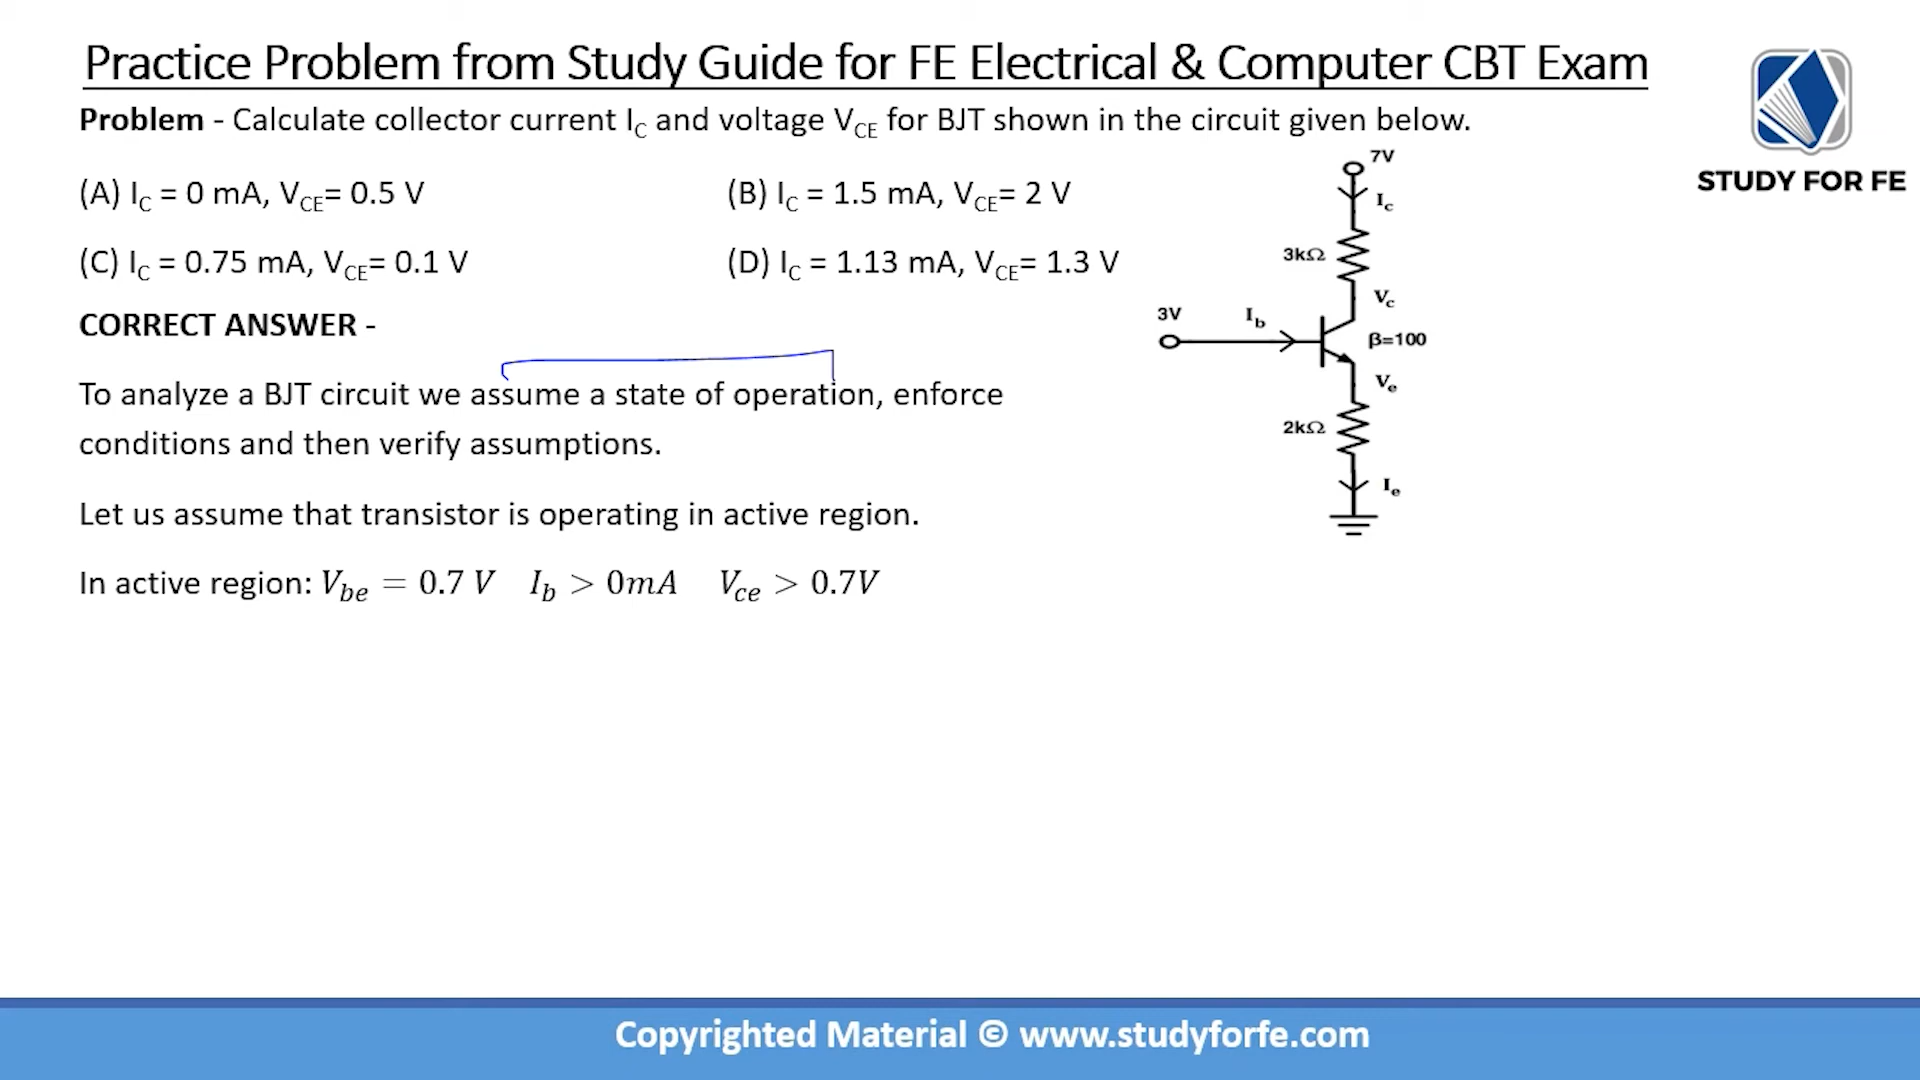 Practice Problem from Study Guide for FE Electrical & Computer CBT Exam
Problem - Calculate collector current I_C and voltage V_CE for BJT shown in the circuit given below.
STUDY FOR FE
(A) I_C = 0 mA, V_CE= 0.5 V
(B) I_C = 1.5 mA, V_CE= 2 V
(C) I_C = 0.75 mA, V_CE= 0.1 V
(D) I_C = 1.13 mA, V_CE= 1.3 V
7V
I_c
3kΩ
V_c
3V
I_b
β=100
V_e
2kΩ
I_e
CORRECT ANSWER -
To analyze a BJT circuit we assume a state of operation, enforce
conditions and then verify assumptions.
Let us assume that transistor is operating in active region.
In active region: V_be = 0.7 V I_b > 0mA V_ce > 0.7V
Copyrighted Material © www.studyforfe.com